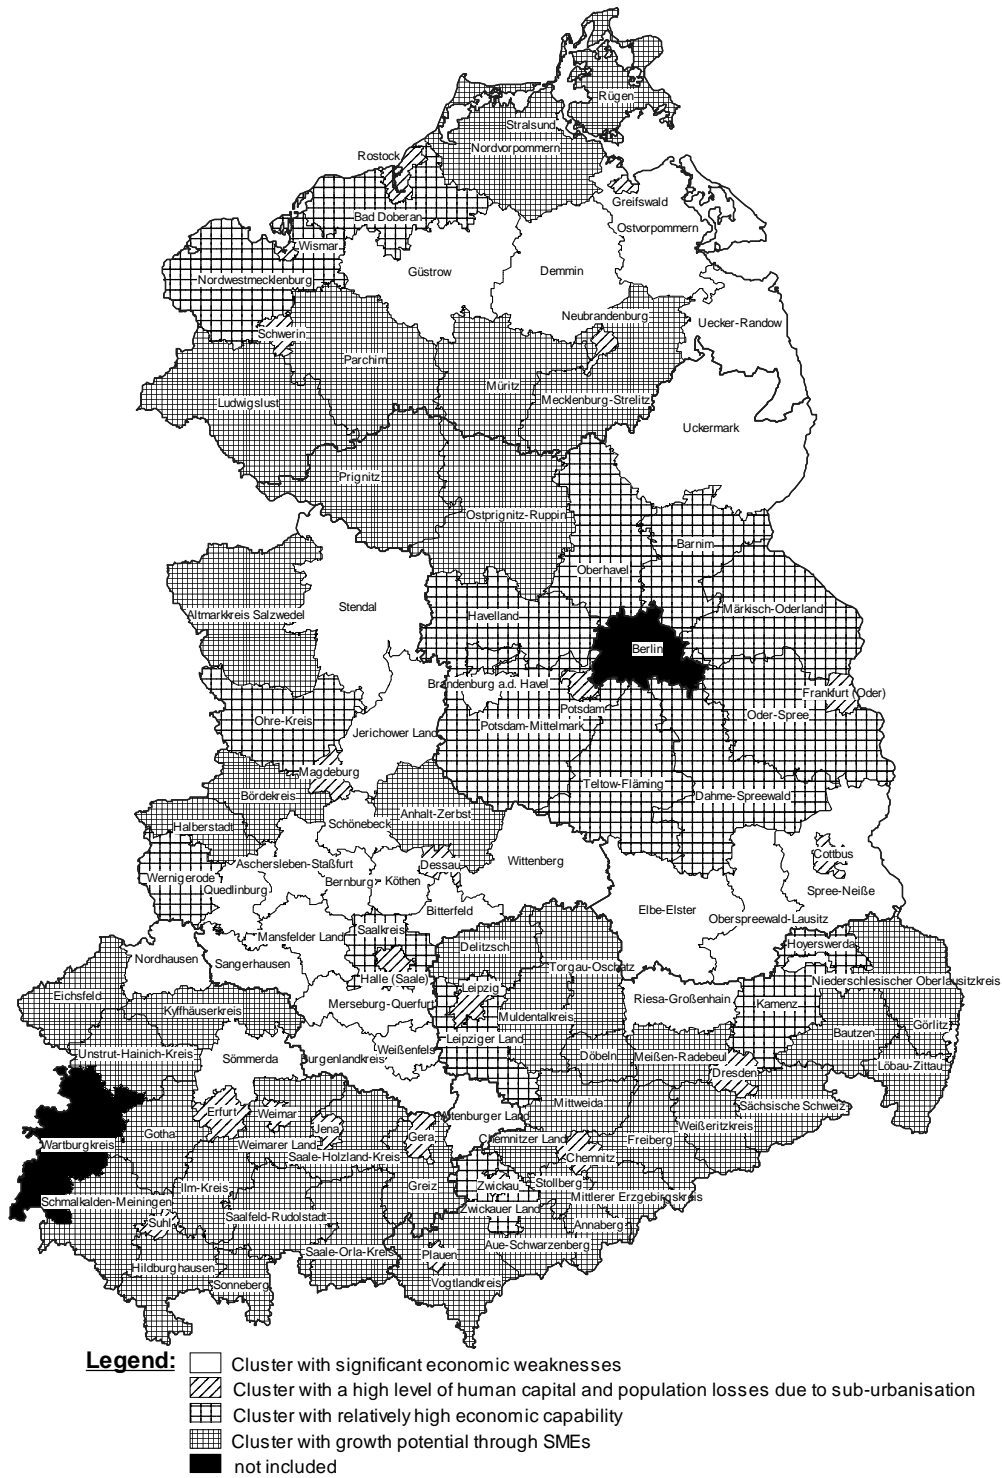 Rügen
Stralsund
Nordvorpommern
Rostock
Greifswald
Bad Doberan
Ostvorpommern
Wismar
Güstrow
Demmin
Nordwestmecklenburg
Neubrandenburg
Uecker-Randow
Schwerin
Parchim
Müritz
Mecklenburg-Strelitz
Ludwigslust
Uckermark
Prignitz
Ostprignitz-Ruppin
Barnim
Oberhavel
Stendal
Altmarkkreis Salzwedel
Havelland
Märkisch-Oderland
Berlin
Brandenburg a.d. Havel
Frankfurt (Oder)
Potsdam
Oder-Spree
Ohre-Kreis
Potsdam-Mittelmark
Jerichower Land
Magdeburg
Teltow-Fläming
Dahme-Spreewald
Bördekreis
Anhalt-Zerbst
Schönebeck
Halberstadt
Cottbus
Aschersleben-Staßfurt
Dessau
Wittenberg
Wernigerode
Quedlinburg
Bernburg
Köthen
Spree-Neiße
Bitterfeld
Elbe-Elster
Oberspreewald-Lausitz
Saalkreis
Mansfelder Land
Delitzsch
Hoyerswerda
Nordhausen
Sangerhausen
Torgau-Oschatz
Halle (Saale)
Niederschlesischer Oberlausitzkreis
Leipzig
Eichsfeld
Merseburg-Querfurt
Riesa-Großenhain
Kamenz
Kyffhäuserkreis
Muldentalkreis
Görlitz
Bautzen
Leipziger Land
Unstrut-Hainich-Kreis
Sömmerda
Burgenlandkreis
Weißenfels
Döbeln
Meißen-Radebeul
Löbau-Zittau
Dresden
Mittweida
Sächsische Schweiz
Erfurt
Weimar
Altenburger Land
Jena
Weißeritzkreis
Gotha
Gera
Chemnitzer Land
Freiberg
Wartburgkreis
Weimarer Land
Saale-Holzland-Kreis
Chemnitz
Ilm-Kreis
Greiz
Zwickau
Stollberg
Schmalkalden-Meiningen
Mittlerer Erzgebirgskreis
Zwickauer Land
Saalfeld-Rudolstadt
Suhl
Annaberg
Aue-Schwarzenberg
Saale-Orla-Kreis
Plauen
Hildburghausen
Sonneberg
Vogtlandkreis
Legend:
Cluster with significant economic weaknesses
Cluster with a high level of human capital and population losses due to sub-urbanisation
Cluster with relatively high economic capability
Cluster with growth potential through SMEs
not included